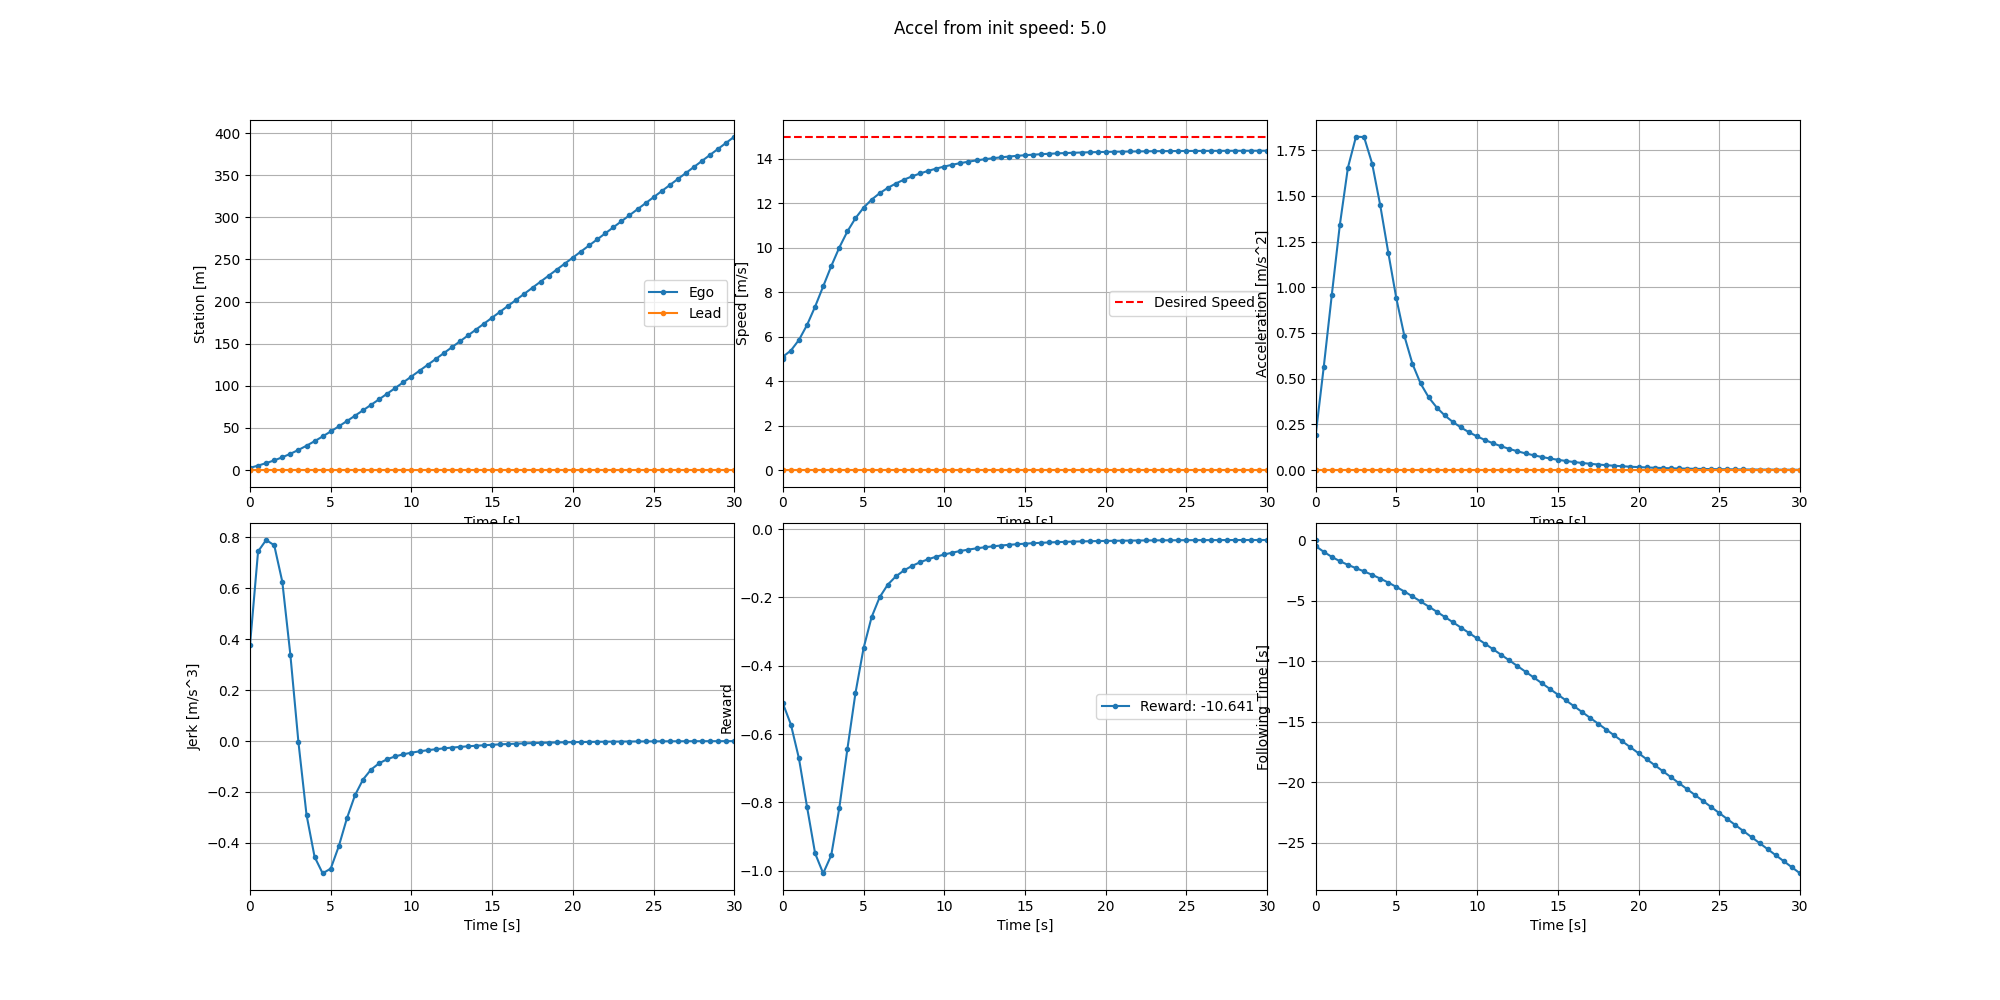 Accel from init speed: 5.0
400
350
300
250
200
150
100
50
0
Station [m]
0 5 10 15 20 25 30
Time [s]
Ego
Lead
14
12
10
8
6
4
2
0
Speed [m/s]
0 5 10 15 20 25 30
Time [s]
Desired Speed
1.75
1.50
1.25
1.00
0.75
0.50
0.25
0.00
Acceleration [m/s^2]
0 5 10 15 20 25 30
Time [s]
0.8
0.6
0.4
0.2
0.0
−0.2
−0.4
Jerk [m/s^3]
0 5 10 15 20 25 30
Time [s]
0.0
−0.2
−0.4
−0.6
−0.8
−1.0
Reward
0 5 10 15 20 25 30
Time [s]
Reward: -10.641
0
−5
−10
−15
−20
−25
Following Time [s]
0 5 10 15 20 25 30
Time [s]